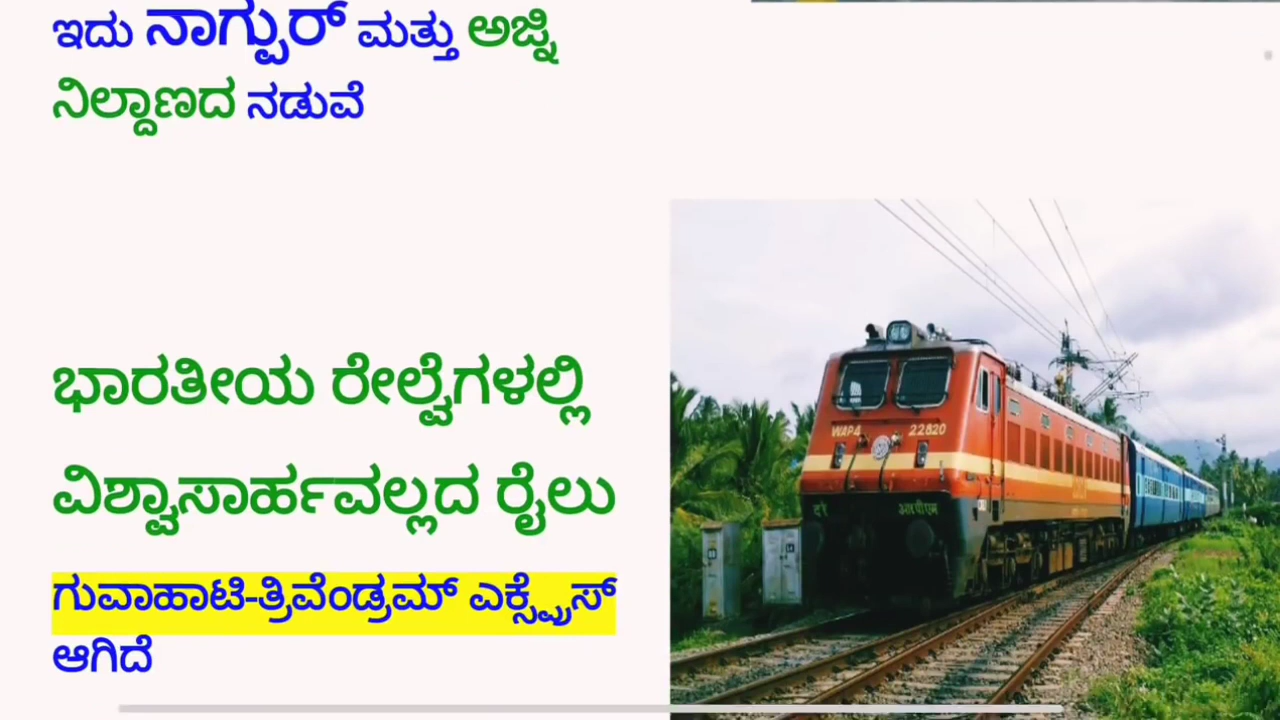 ಇದು ನಾಗ್ಪುರ್ ಮತ್ತು ಅಜ್ನಿ
ನಿಲ್ದಾಣದ ನಡುವೆ
ಭಾರತೀಯ ರೇಲ್ವೆಗಳಲ್ಲಿ
ವಿಶ್ವಾಸಾರ್ಹವಲ್ಲದ ರೈಲು
ಗುವಾಹಾಟಿ-ತ್ರಿವೆಂಡ್ರಮ್ ಎಕ್ಸ್ಪ್ರೆಸ್
ಆಗಿದೆ
WAP4 22820